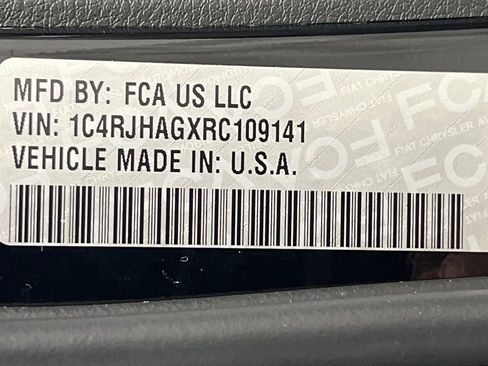 MFD BY: FCA US LLC
VIN: 1C4RJHAGXRC109141
VEHICLE MADE IN: U.S.A.